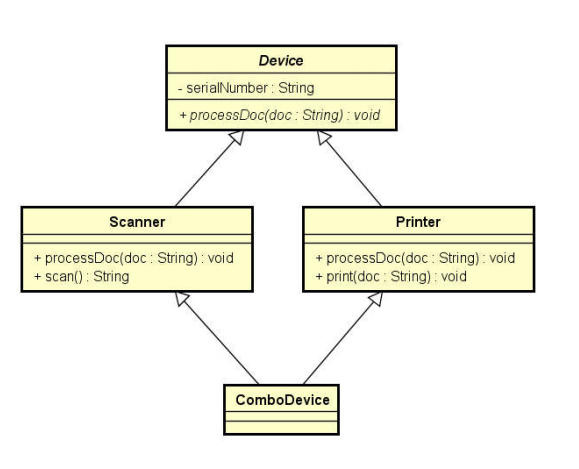 Device
- serialNumber : String
+ processDoc(doc : String) : void
Scanner
+ processDoc(doc : String) : void
+ scan() : String
Printer
+ processDoc(doc : String) : void
+ print(doc : String) : void
ComboDevice